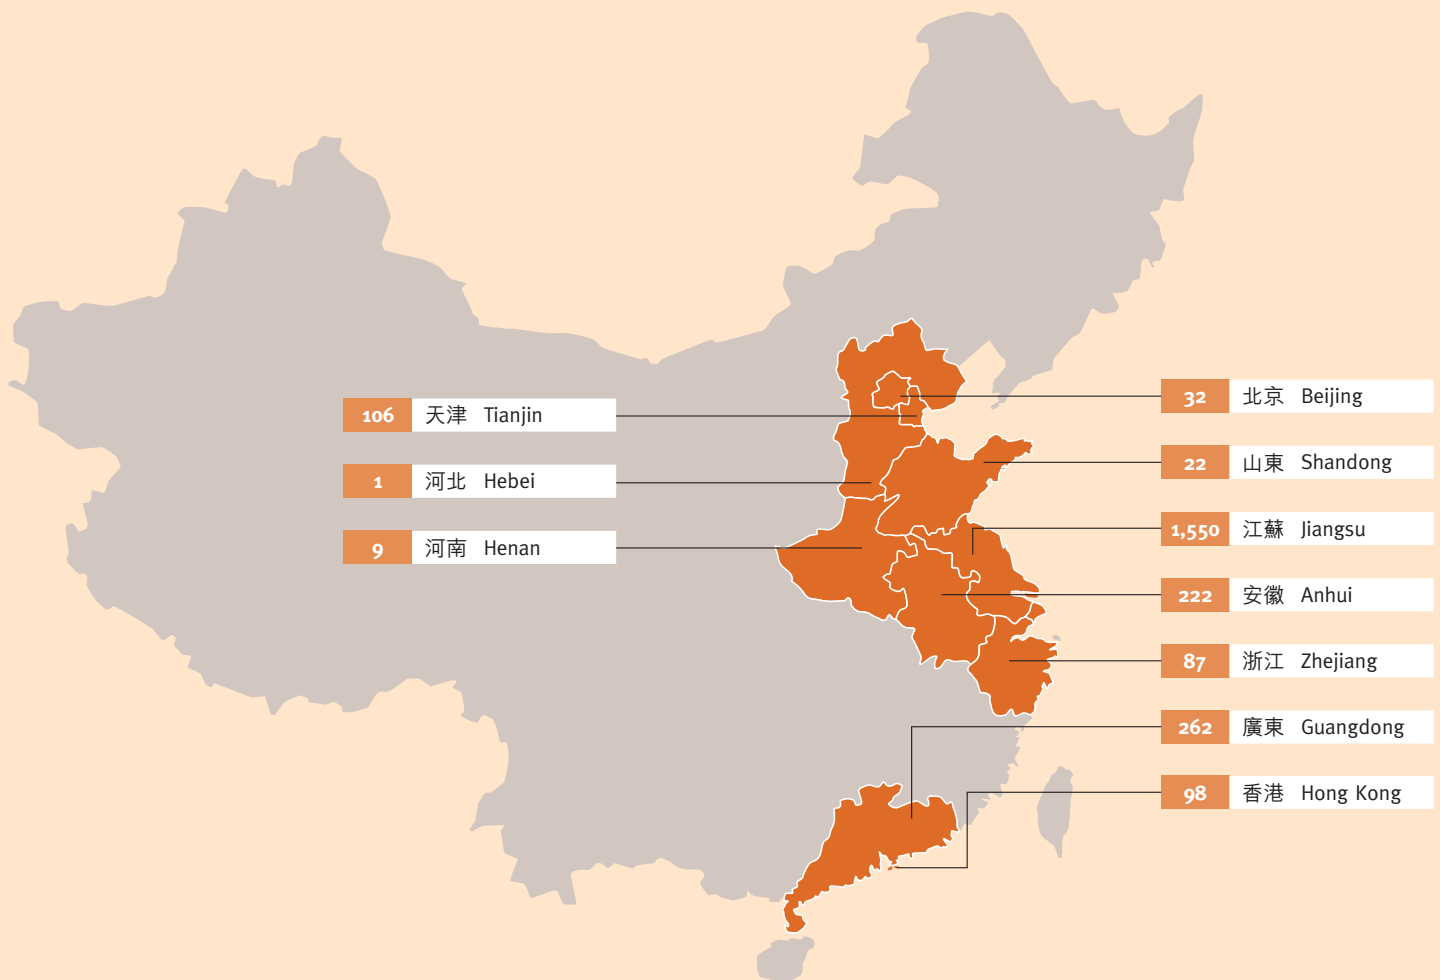 106 天津 Tianjin
1 河北 Hebei
9 河南 Henan
32 北京 Beijing
22 山東 Shandong
1,550 江蘇 Jiangsu
222 安徽 Anhui
87 浙江 Zhejiang
262 廣東 Guangdong
98 香港 Hong Kong